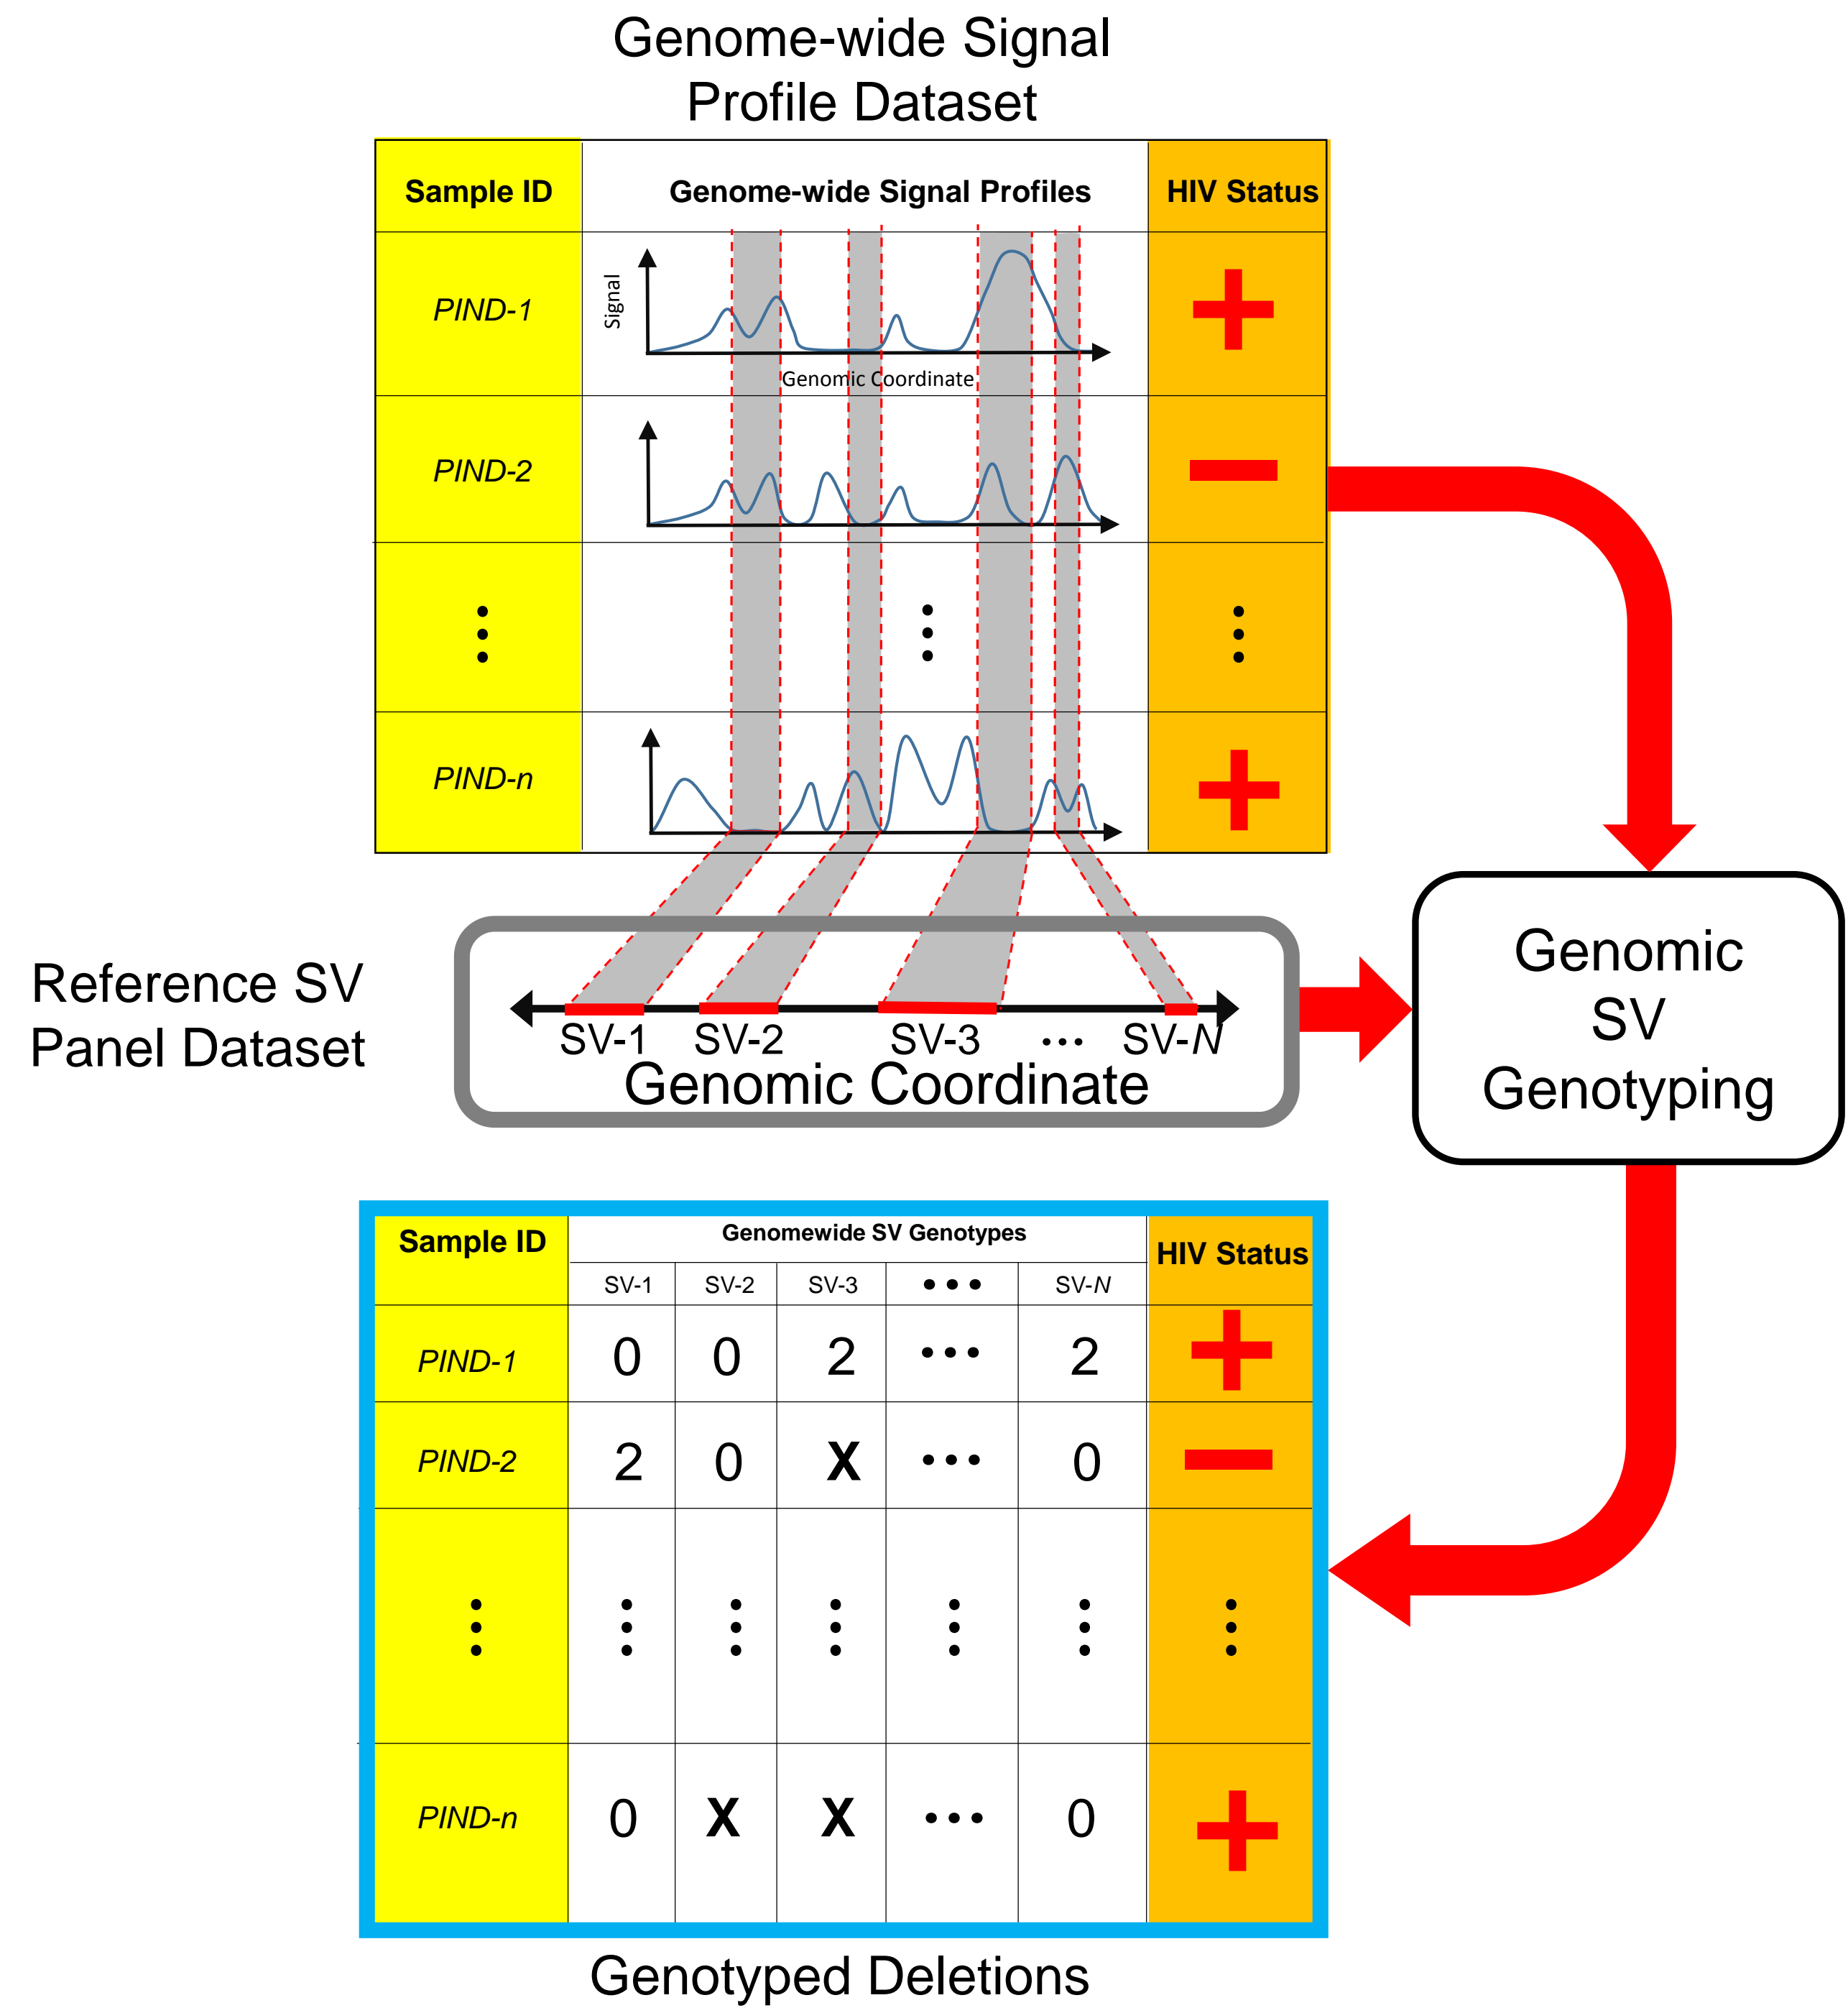 Genome-wide Signal
Profile Dataset
Sample ID Genome-wide Signal Profiles HIV Status
PIND-1 Signal +
Genomic Coordinate
PIND-2 −
⋮ ⋮ ⋮
PIND-n +
Reference SV
Panel Dataset
SV-1 SV-2 SV-3 ... SV-N
Genomic Coordinate
Genomic
SV
Genotyping
Sample ID Genomewide SV Genotypes HIV Status
SV-1 SV-2 SV-3 ... SV-N
PIND-1 0 0 2 ... 2 +
PIND-2 2 0 X ... 0 −
⋮ ⋮ ⋮ ⋮ ⋮ ⋮ ⋮
PIND-n 0 X X ... 0 +
Genotyped Deletions